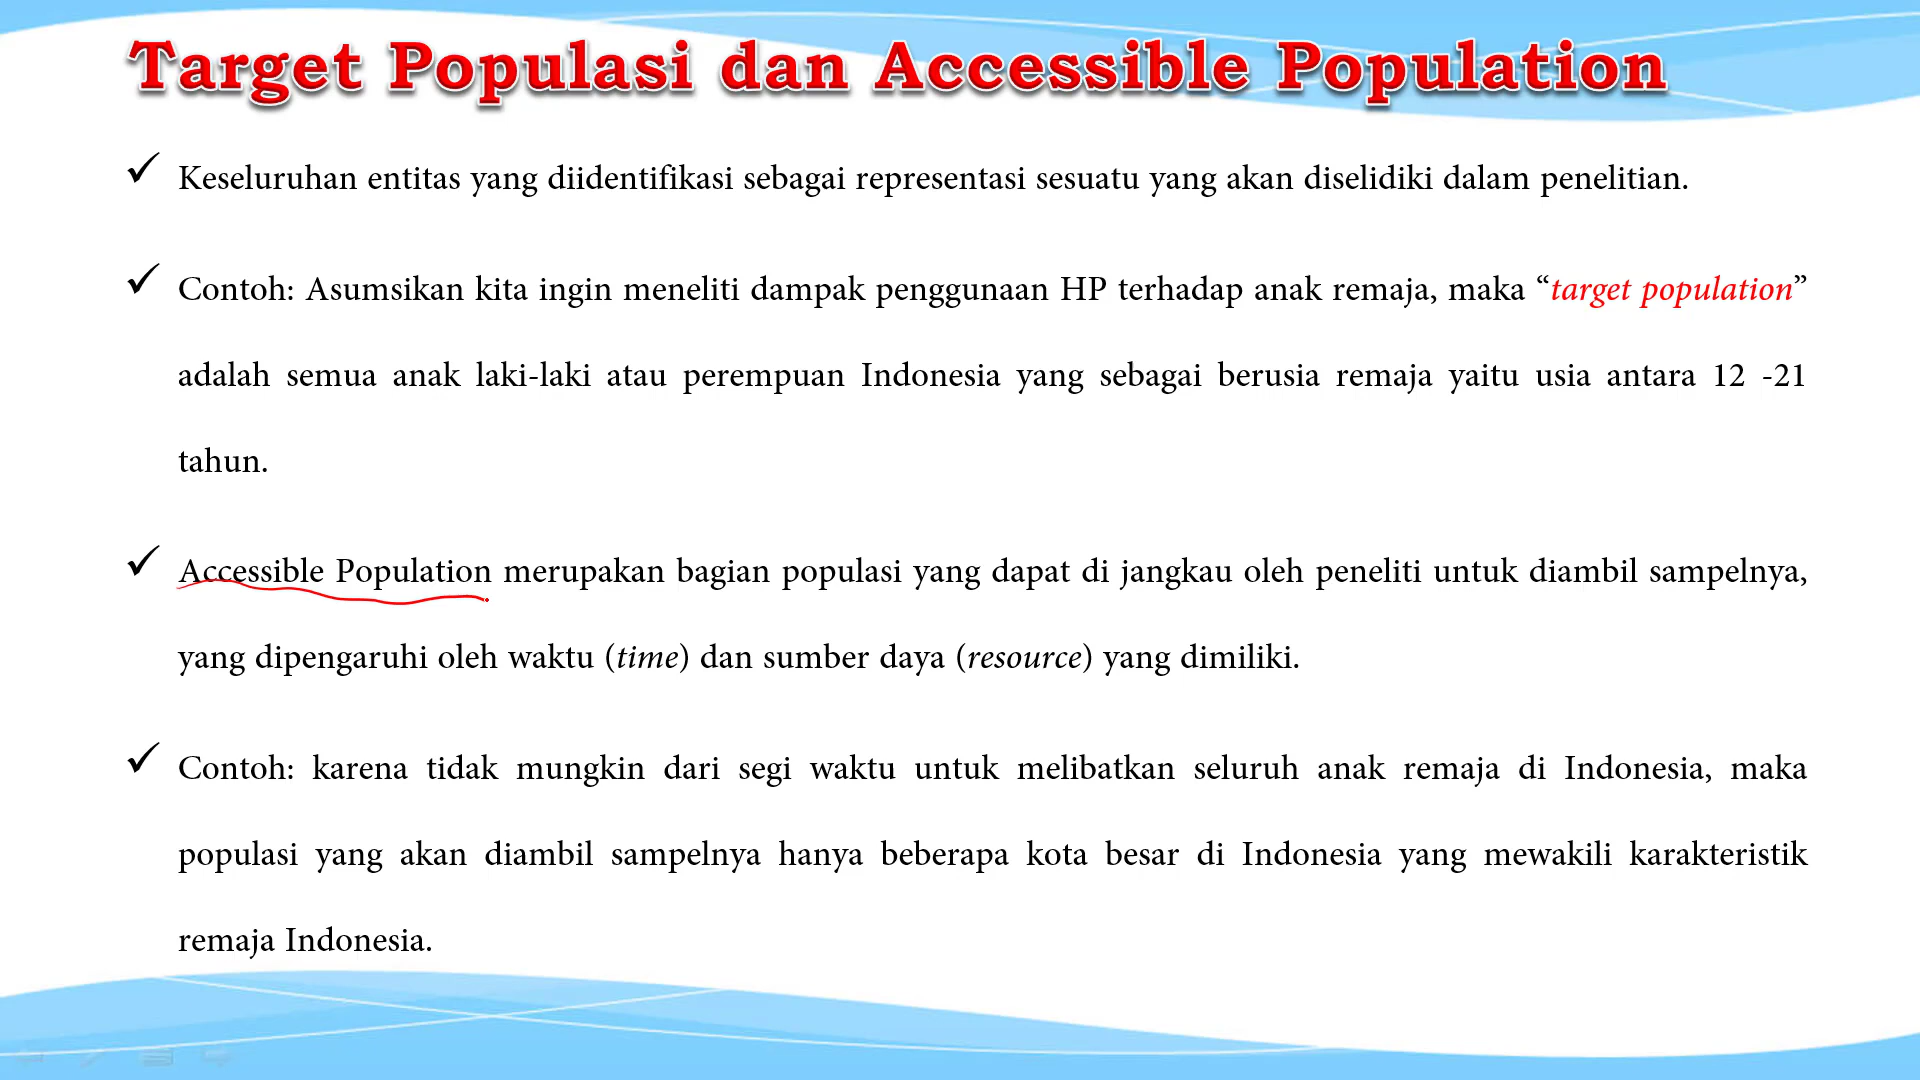 Target Populasi dan Accessible Population
✓ Keseluruhan entitas yang diidentifikasi sebagai representasi sesuatu yang akan diselidiki dalam penelitian.
✓ Contoh: Asumsikan kita ingin meneliti dampak penggunaan HP terhadap anak remaja, maka “target population”
adalah semua anak laki-laki atau perempuan Indonesia yang sebagai berusia remaja yaitu usia antara 12 -21
tahun.
✓ Accessible Population merupakan bagian populasi yang dapat di jangkau oleh peneliti untuk diambil sampelnya,
yang dipengaruhi oleh waktu (time) dan sumber daya (resource) yang dimiliki.
✓ Contoh: karena tidak mungkin dari segi waktu untuk melibatkan seluruh anak remaja di Indonesia, maka
populasi yang akan diambil sampelnya hanya beberapa kota besar di Indonesia yang mewakili karakteristik
remaja Indonesia.